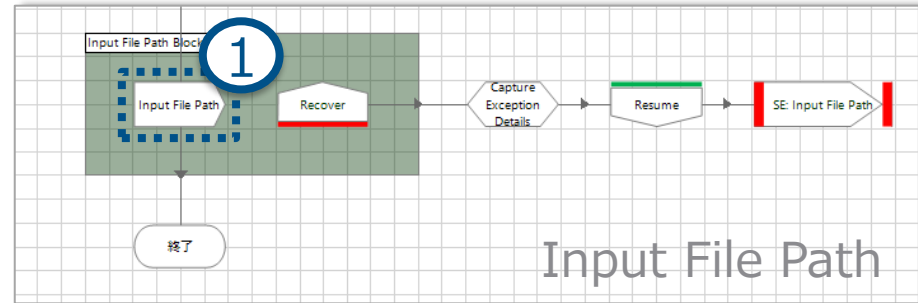 Input File Path Block
1
Input File Path
Recover
Capture
Exception
Details
Resume
SE: Input File Path
終了
Input File Path